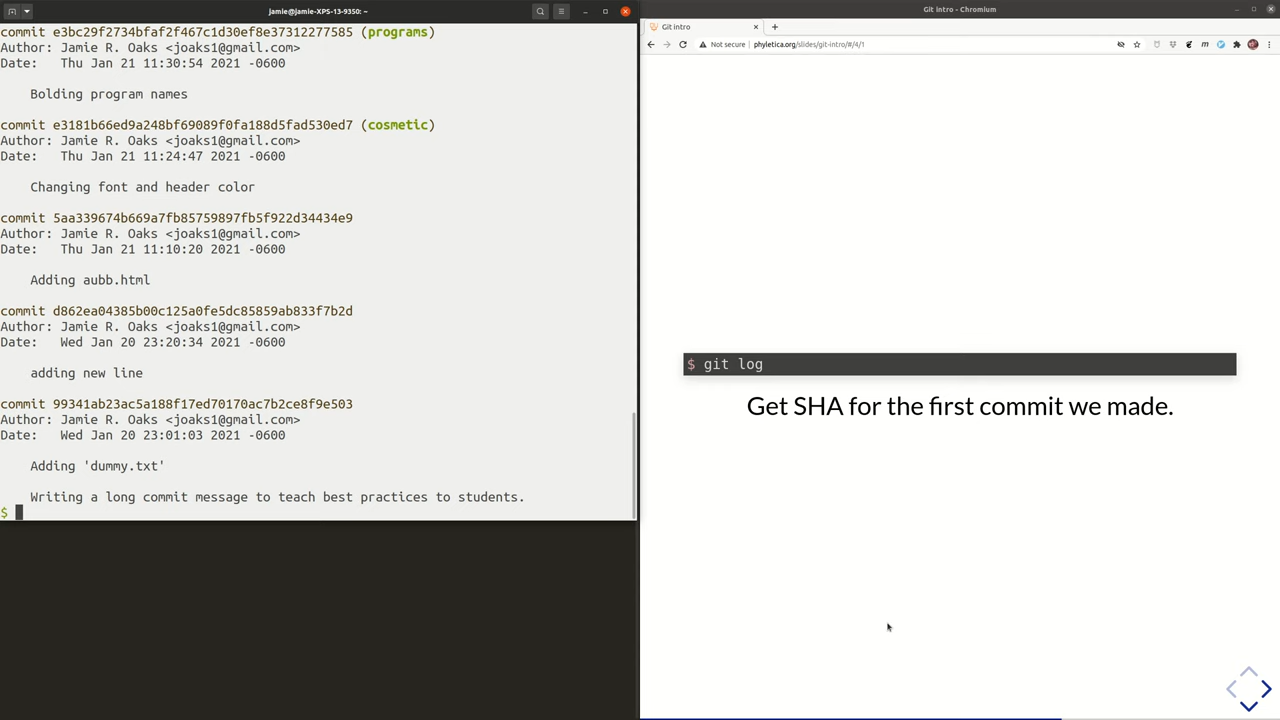 jamie@jamie-XPS-13-9350: ~
commit e3bc29f2734bfaf2f467c1d30ef8e37312277585 (programs)
Author: Jamie R. Oaks <joaks1@gmail.com>
Date:   Thu Jan 21 11:30:54 2021 -0600
Bolding program names
commit e3181b66ed9a248bf69089f0fa188d5fad530ed7 (cosmetic)
Author: Jamie R. Oaks <joaks1@gmail.com>
Date:   Thu Jan 21 11:24:47 2021 -0600
Changing font and header color
commit 5aa339674b669a7fb85759897fb5f922d34434e9
Author: Jamie R. Oaks <joaks1@gmail.com>
Date:   Thu Jan 21 11:10:20 2021 -0600
Adding aubb.html
commit d862ea04385b00c125a0fe5dc85859ab833f7b2d
Author: Jamie R. Oaks <joaks1@gmail.com>
Date:   Wed Jan 20 23:20:34 2021 -0600
adding new line
commit 99341ab23ac5a188f17ed70170ac7b2ce8f9e503
Author: Jamie R. Oaks <joaks1@gmail.com>
Date:   Wed Jan 20 23:01:03 2021 -0600
Adding 'dummy.txt'
Writing a long commit message to teach best practices to students.
$
Git intro - Chromium
Git intro
Not secure | phyletica.org/slides/git-intro/#/4/1
$ git log
Get SHA for the first commit we made.